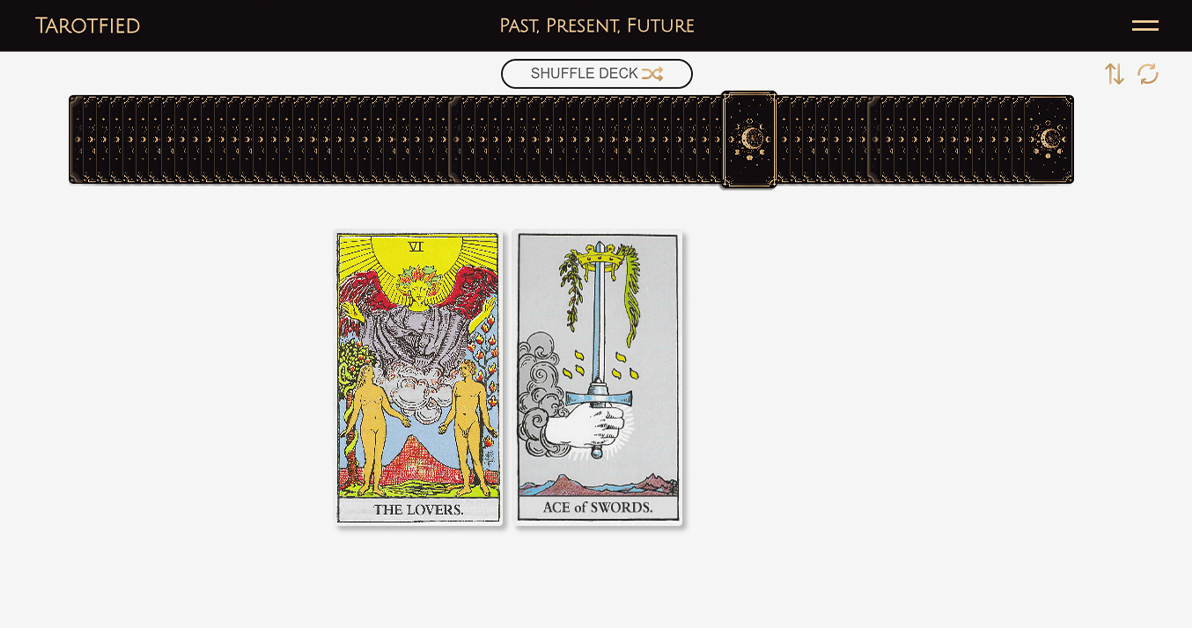 Tarotfied
Past, Present, Future
SHUFFLE DECK
VI
THE LOVERS.
ACE of SWORDS.